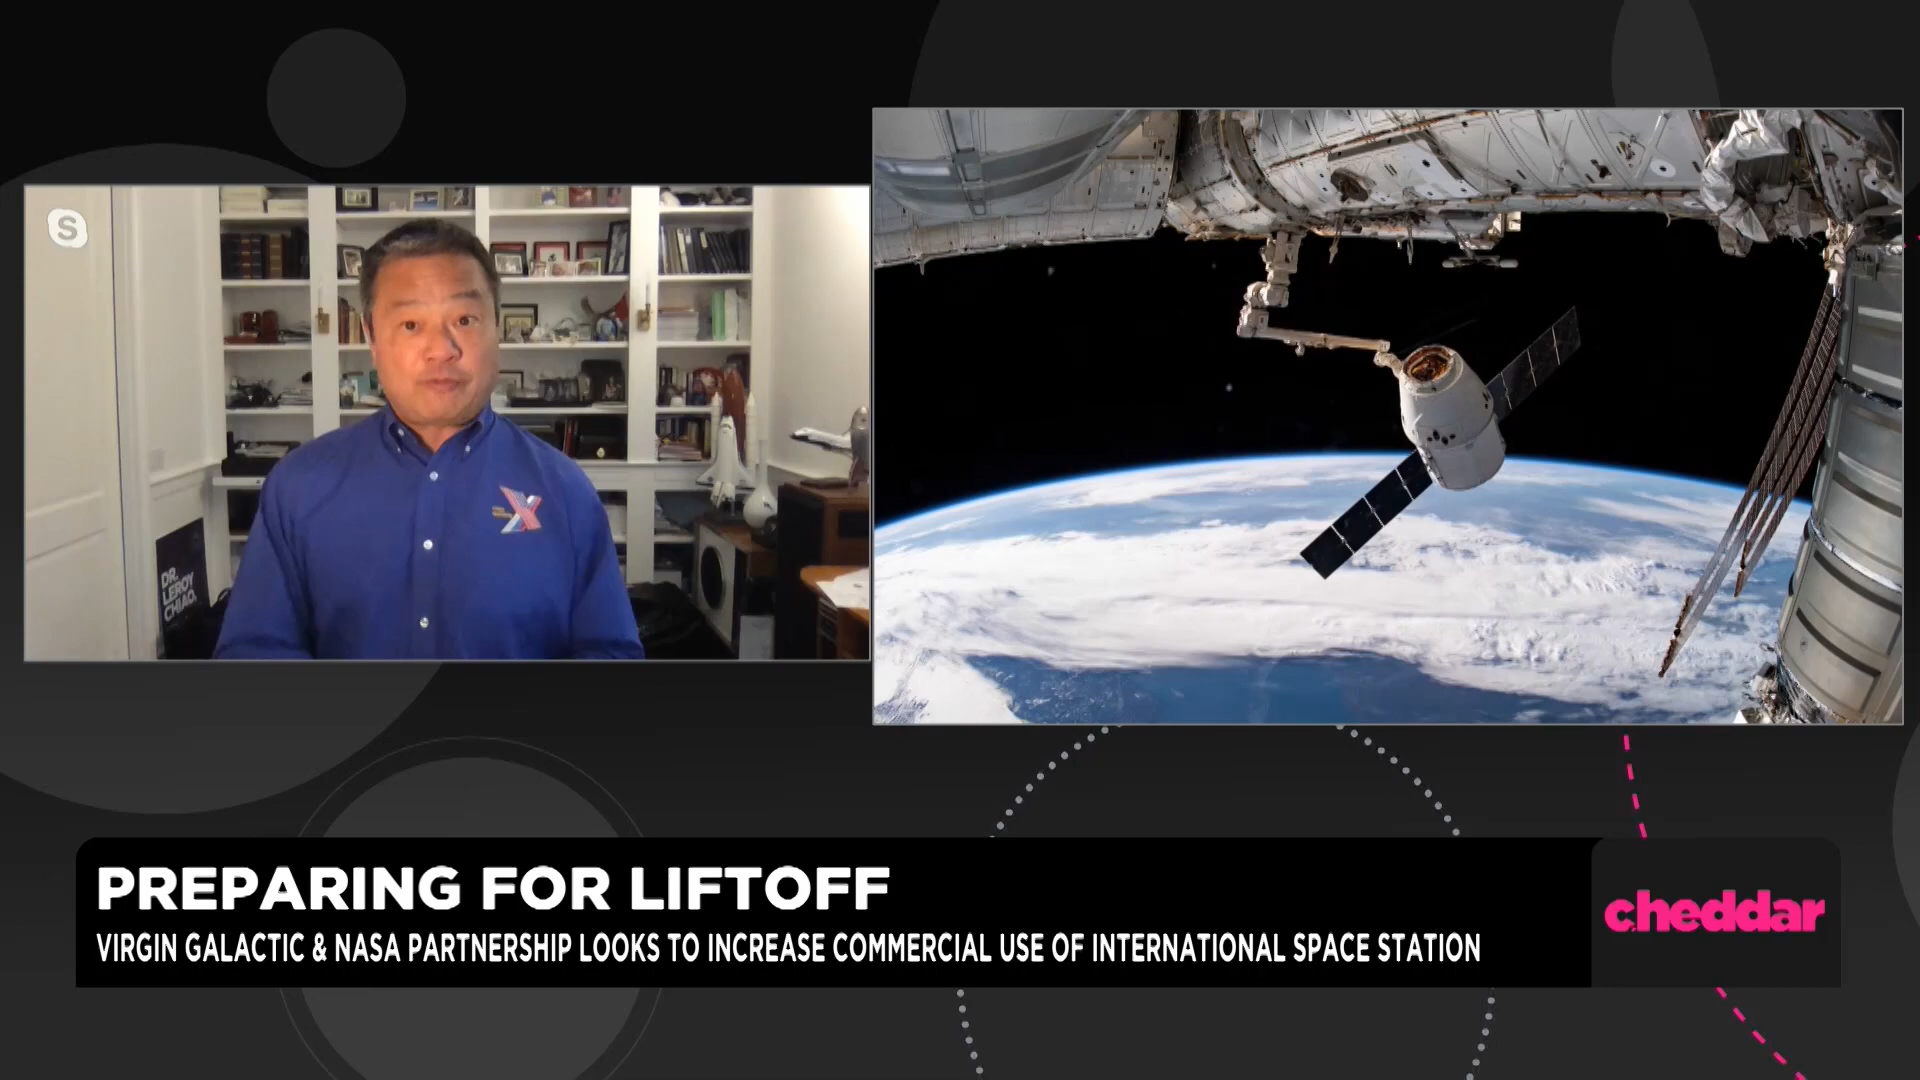 S
DR.
LEROY
CHIAO.
PREPARING FOR LIFTOFF
VIRGIN GALACTIC & NASA PARTNERSHIP LOOKS TO INCREASE COMMERCIAL USE OF INTERNATIONAL SPACE STATION
cheddar